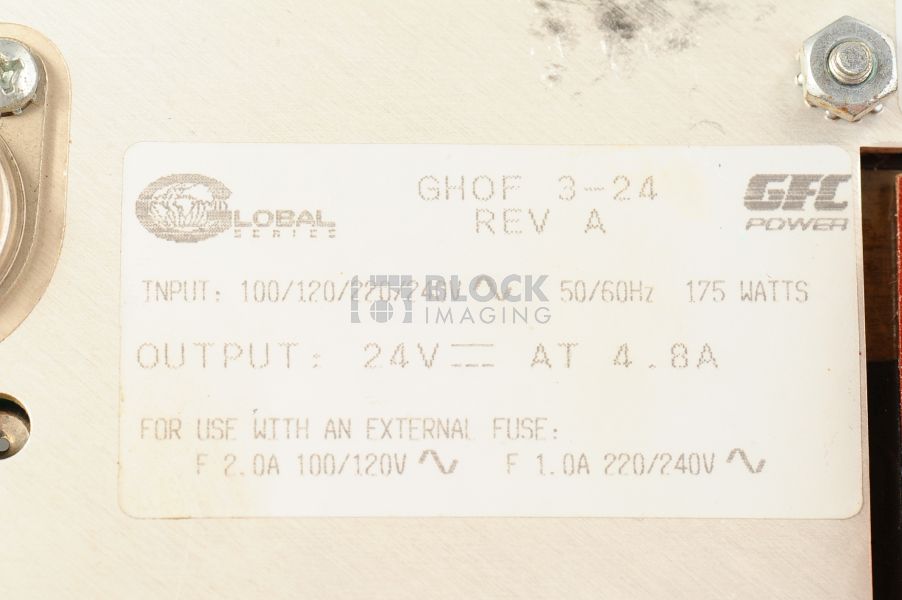 GLOBAL
SERIES
GHOF 3-24
REV A
GFC
POWER
INPUT: 100/120/220/240V 50/60Hz 175 WATTS
BLOCK
IMAGING
OUTPUT: 24V AT 4.8A
FOR USE WITH AN EXTERNAL FUSE:
F 2.0A 100/120V F 1.0A 220/240V